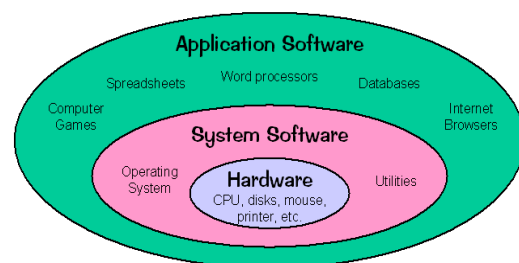 Application Software
Spreadsheets
Word processors
Databases
Computer
Games
Internet
Browsers
System Software
Operating
System
Utilities
Hardware
CPU, disks, mouse,
printer, etc.